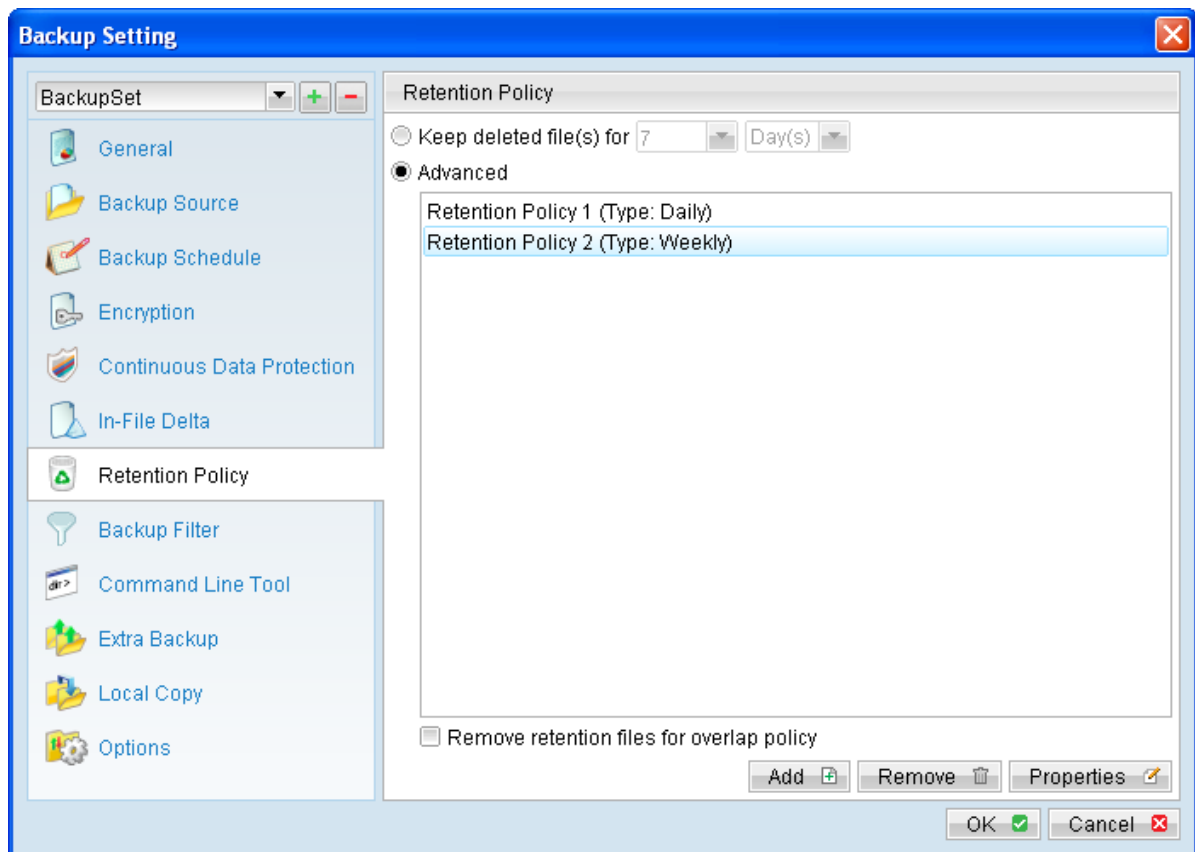 Backup Setting
BackupSet
General
Backup Source
Backup Schedule
Encryption
Continuous Data Protection
In-File Delta
Retention Policy
Backup Filter
dir>
Command Line Tool
Extra Backup
Local Copy
Options
Retention Policy
Keep deleted file(s) for 7 Day(s)
Advanced
Retention Policy 1 (Type: Daily)
Retention Policy 2 (Type: Weekly)
Remove retention files for overlap policy
Add Remove Properties
OK Cancel